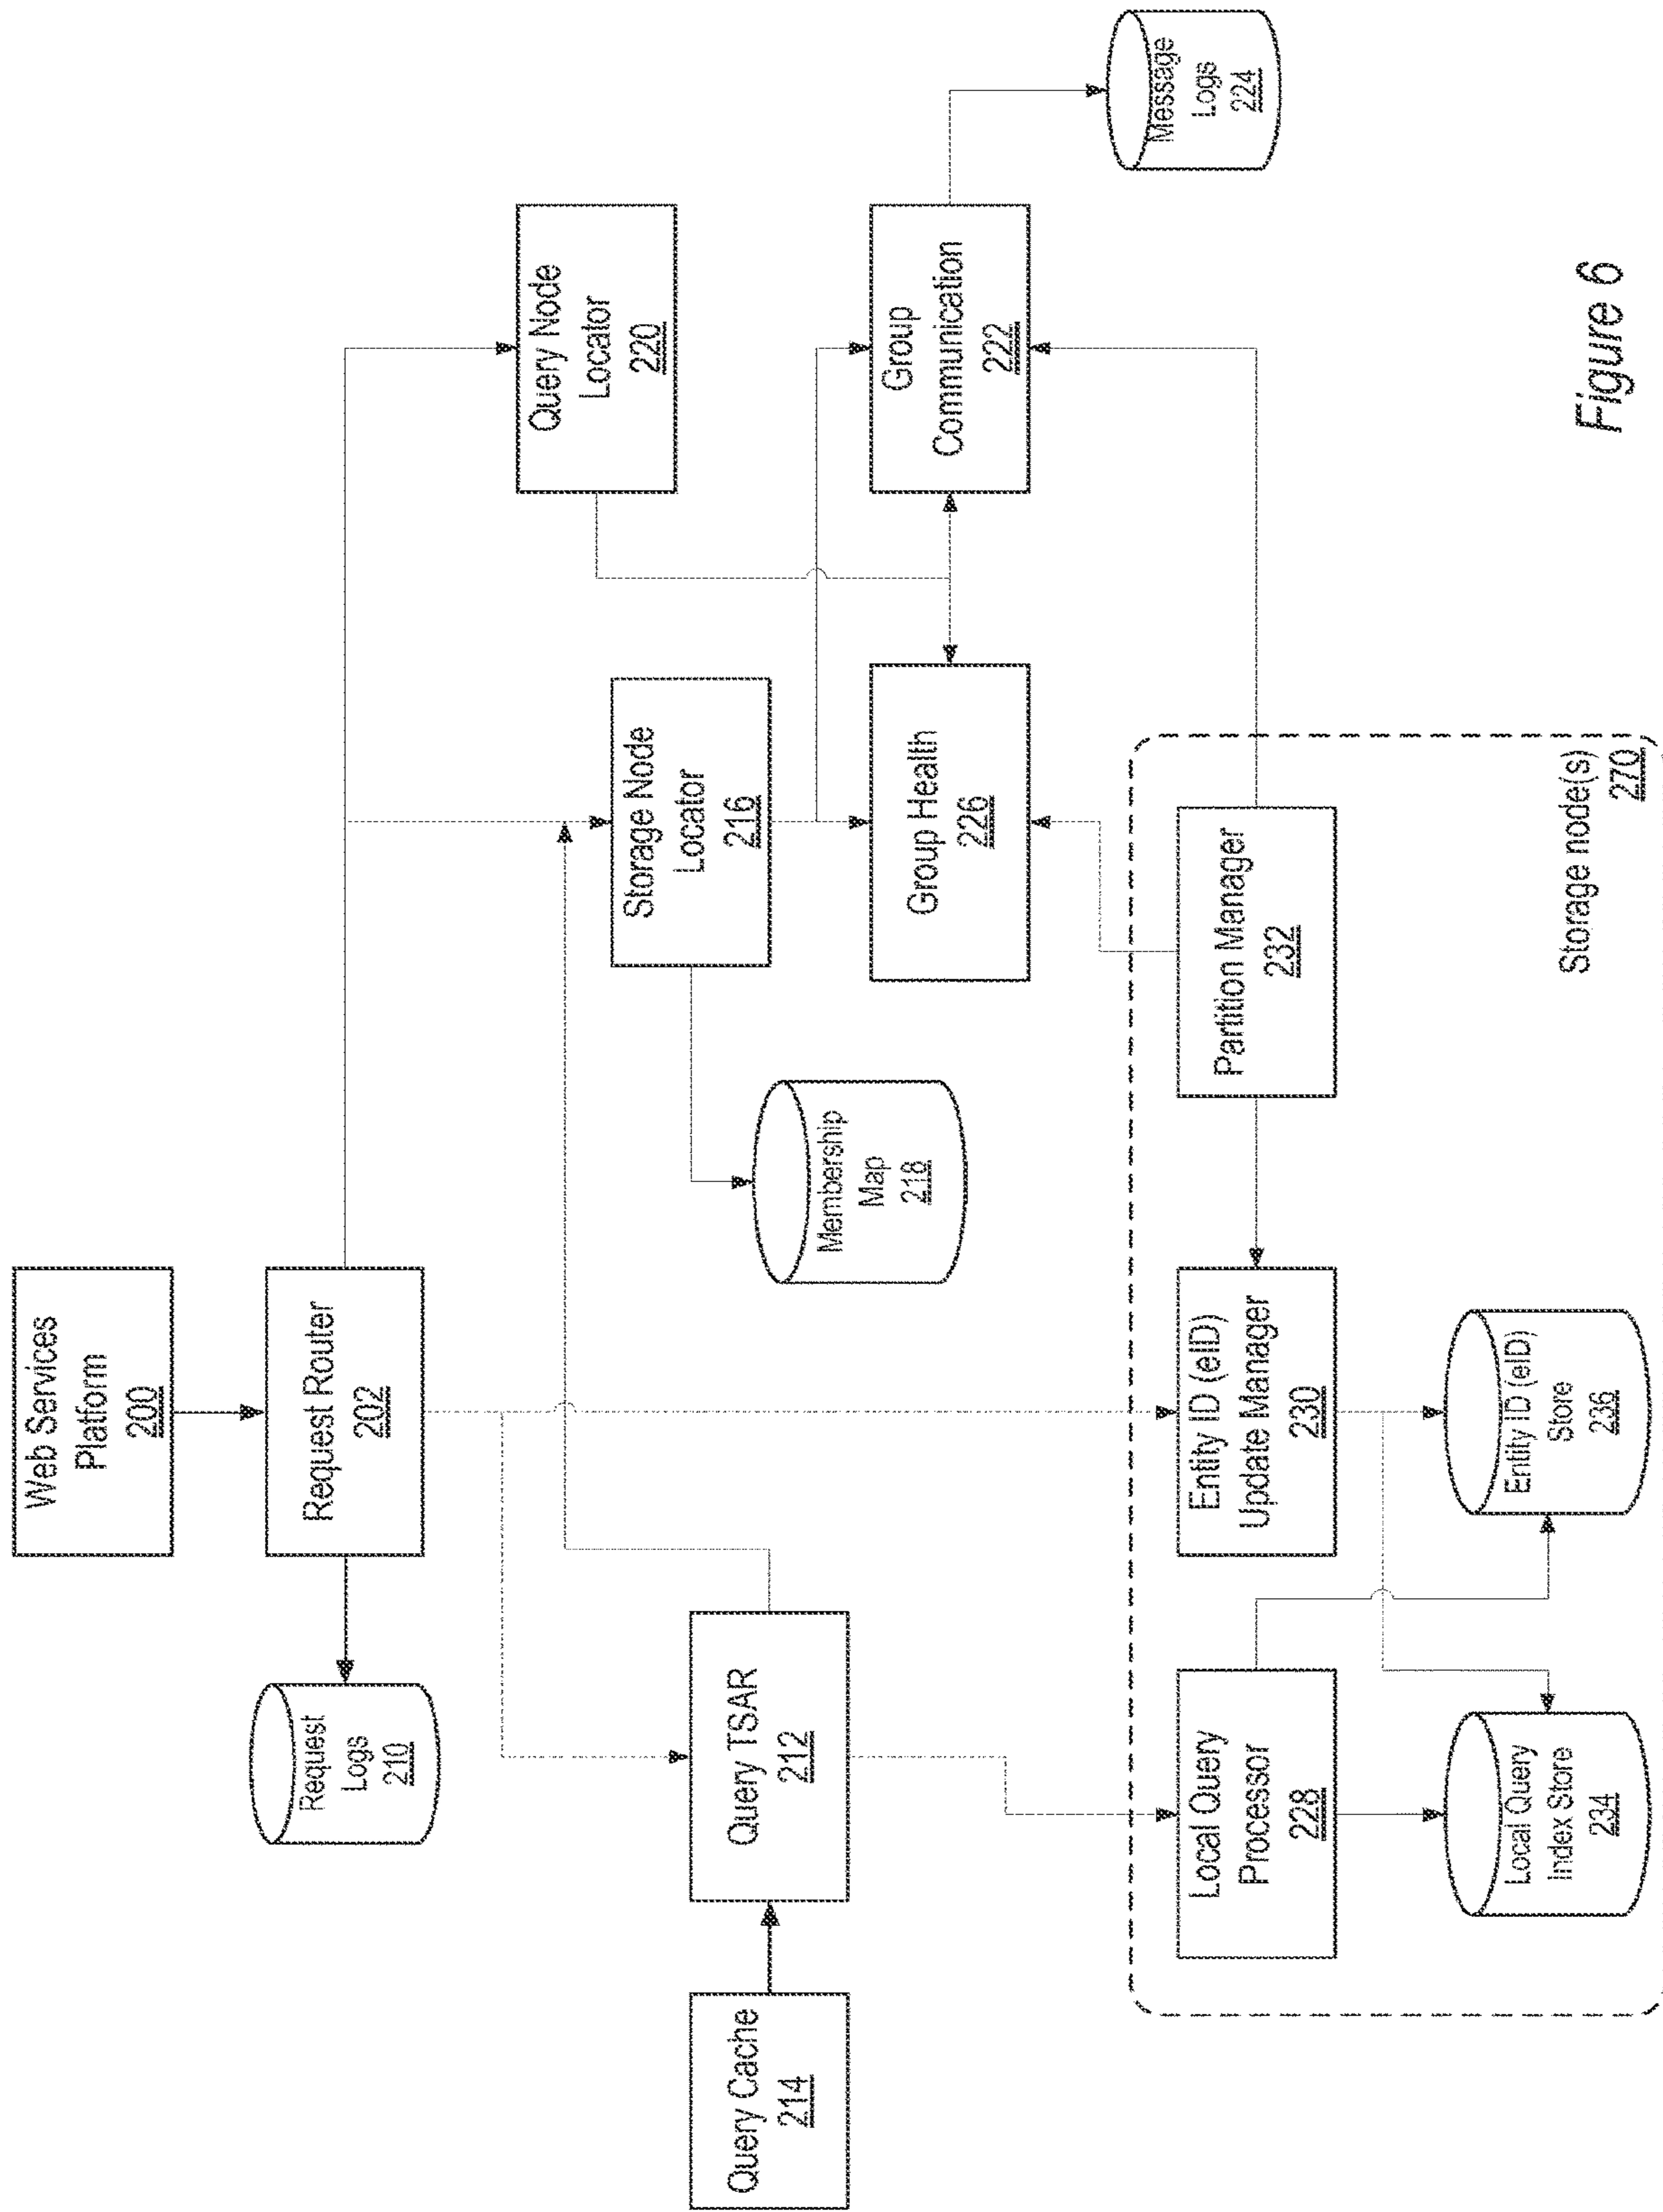 Web Services
Platform
200
Request Router
202
Request
Logs
210
Query Cache
214
Query TSAR
212
Storage Node
Locator
216
Query Node
Locator
220
Membership
Map
218
Group Health
226
Group
Communication
222
Message
Logs
224
Local Query
Processor
228
Entity ID (eID)
Update Manager
230
Partition Manager
232
Local Query
Index Store
234
Entity ID (eID)
Store
236
Storage node(s)
270
Figure 6